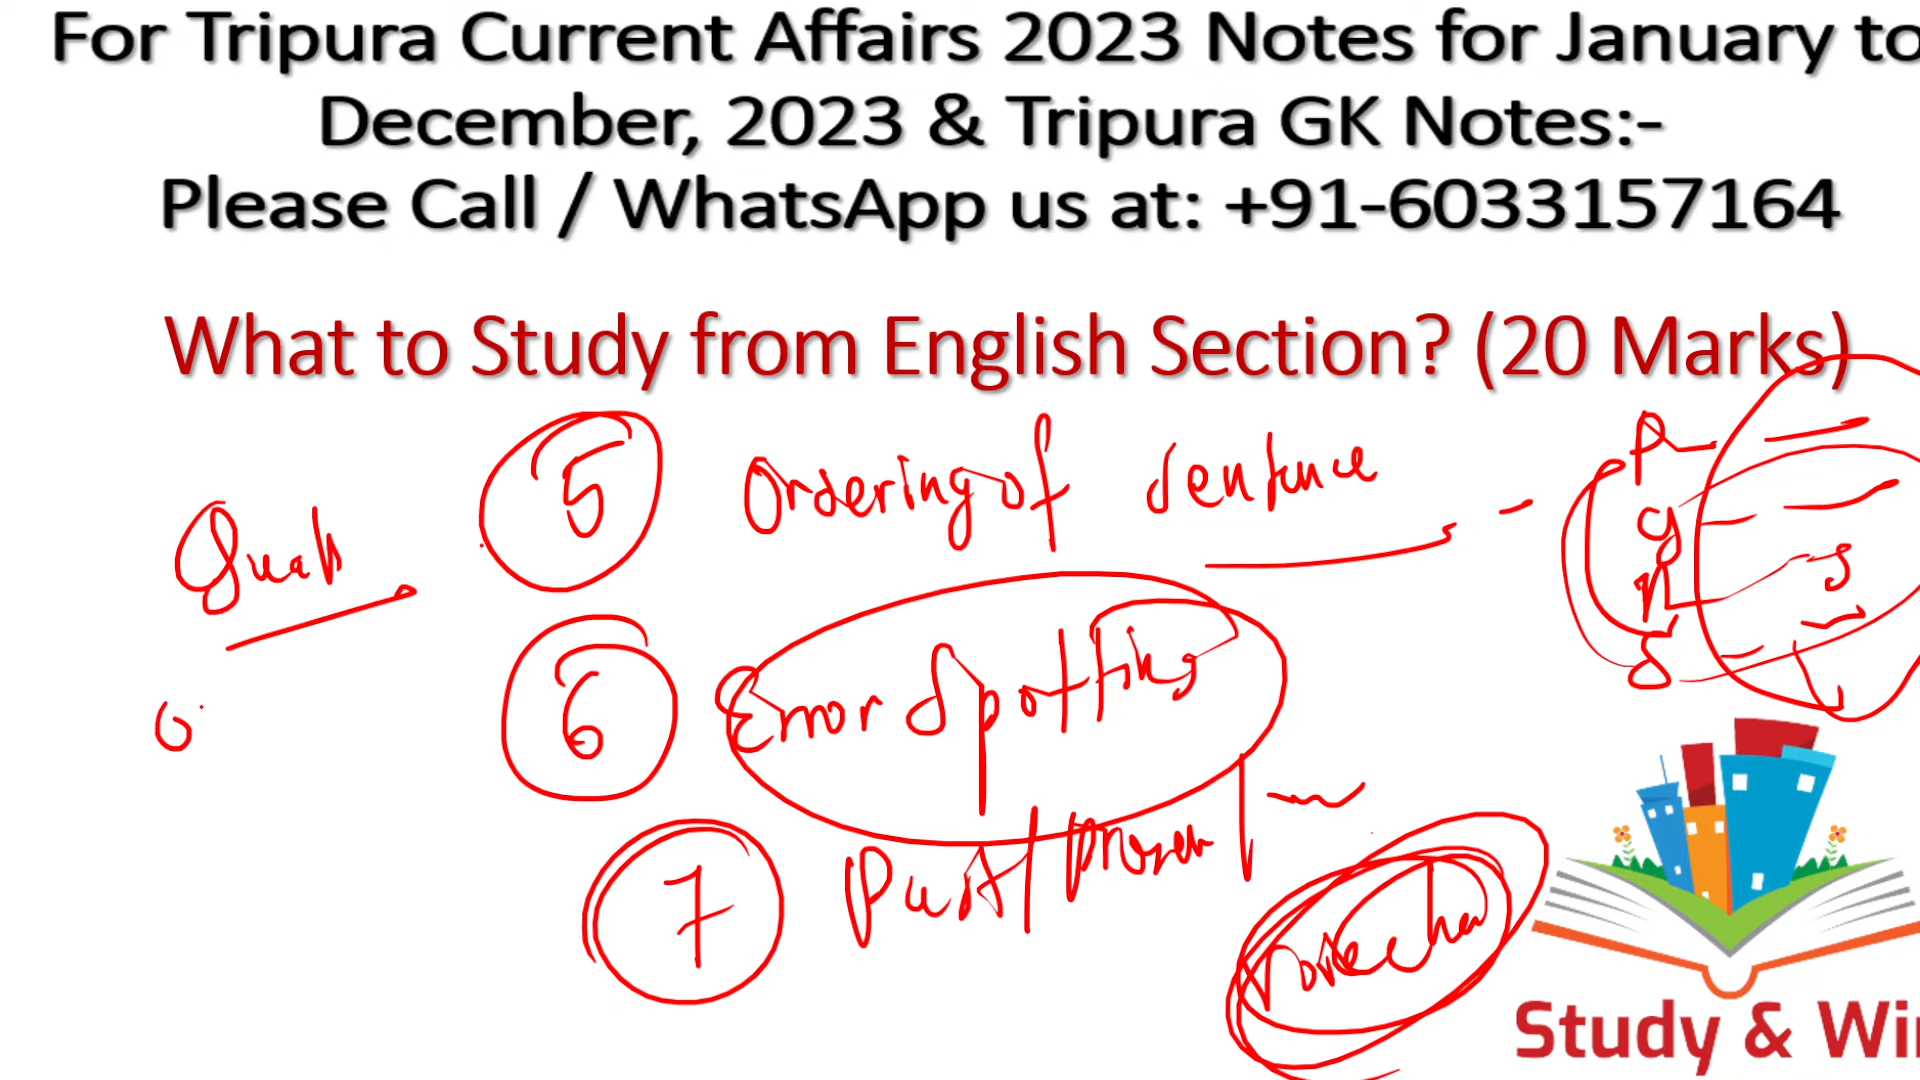 For Tripura Current Affairs 2023 Notes for January to
December, 2023 & Tripura GK Notes:-
Please Call / WhatsApp us at: +91-6033157164
What to Study from English Section? (20 Marks)
5 Ordering of sentence
P
Q
R
S
6 Error Spotting
7 Past/
Study & Win